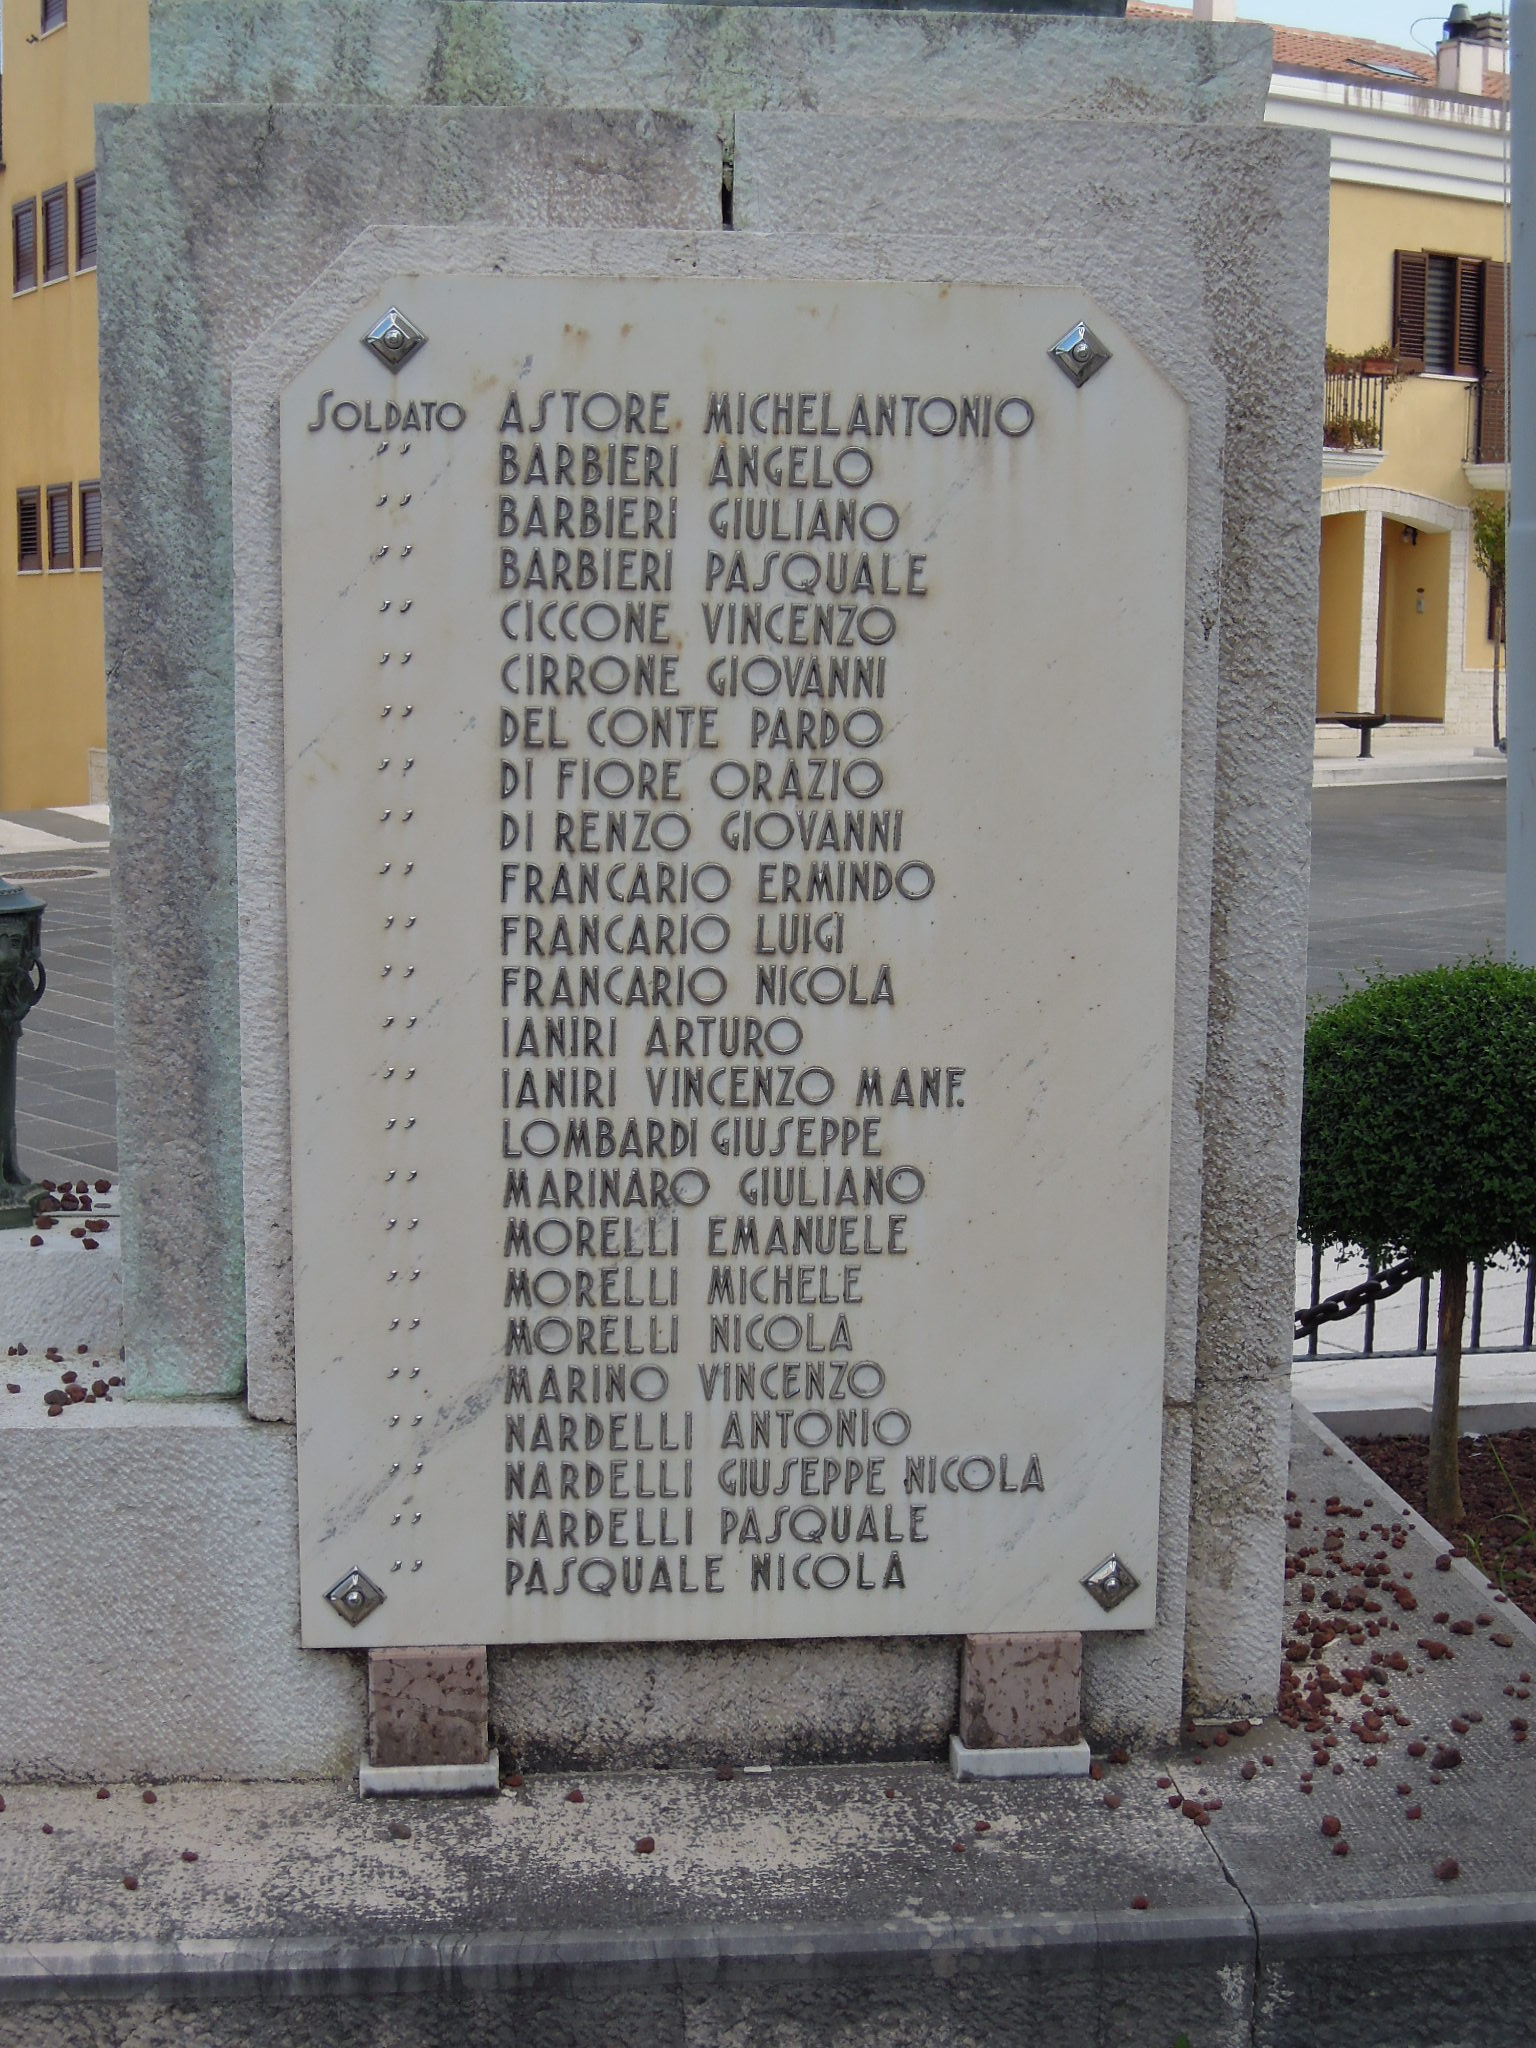 SOLDATO ASTORE MICHELANTONIO
,, BARBIERI ANGELO
,, BARBIERI GIULIANO
,, BARBIERI PASQUALE
,, CICCONE VINCENZO
,, CIRRONE GIOVANNI
,, DEL CONTE PARDO
,, DI FIORE ORAZIO
,, DI RENZO GIOVANNI
,, FRANCARIO ERMINDO
,, FRANCARIO LUIGI
,, FRANCARIO NICOLA
,, IANIRI ARTURO
,, IANIRI VINCENZO MANF.
,, LOMBARDI GIUSEPPE
,, MARINARO GIULIANO
,, MORELLI EMANUELE
,, MORELLI MICHELE
,, MORELLI NICOLA
,, MARINO VINCENZO
,, NARDELLI ANTONIO
,, NARDELLI GIUSEPPE NICOLA
,, NARDELLI PASQUALE
,, PASQUALE NICOLA